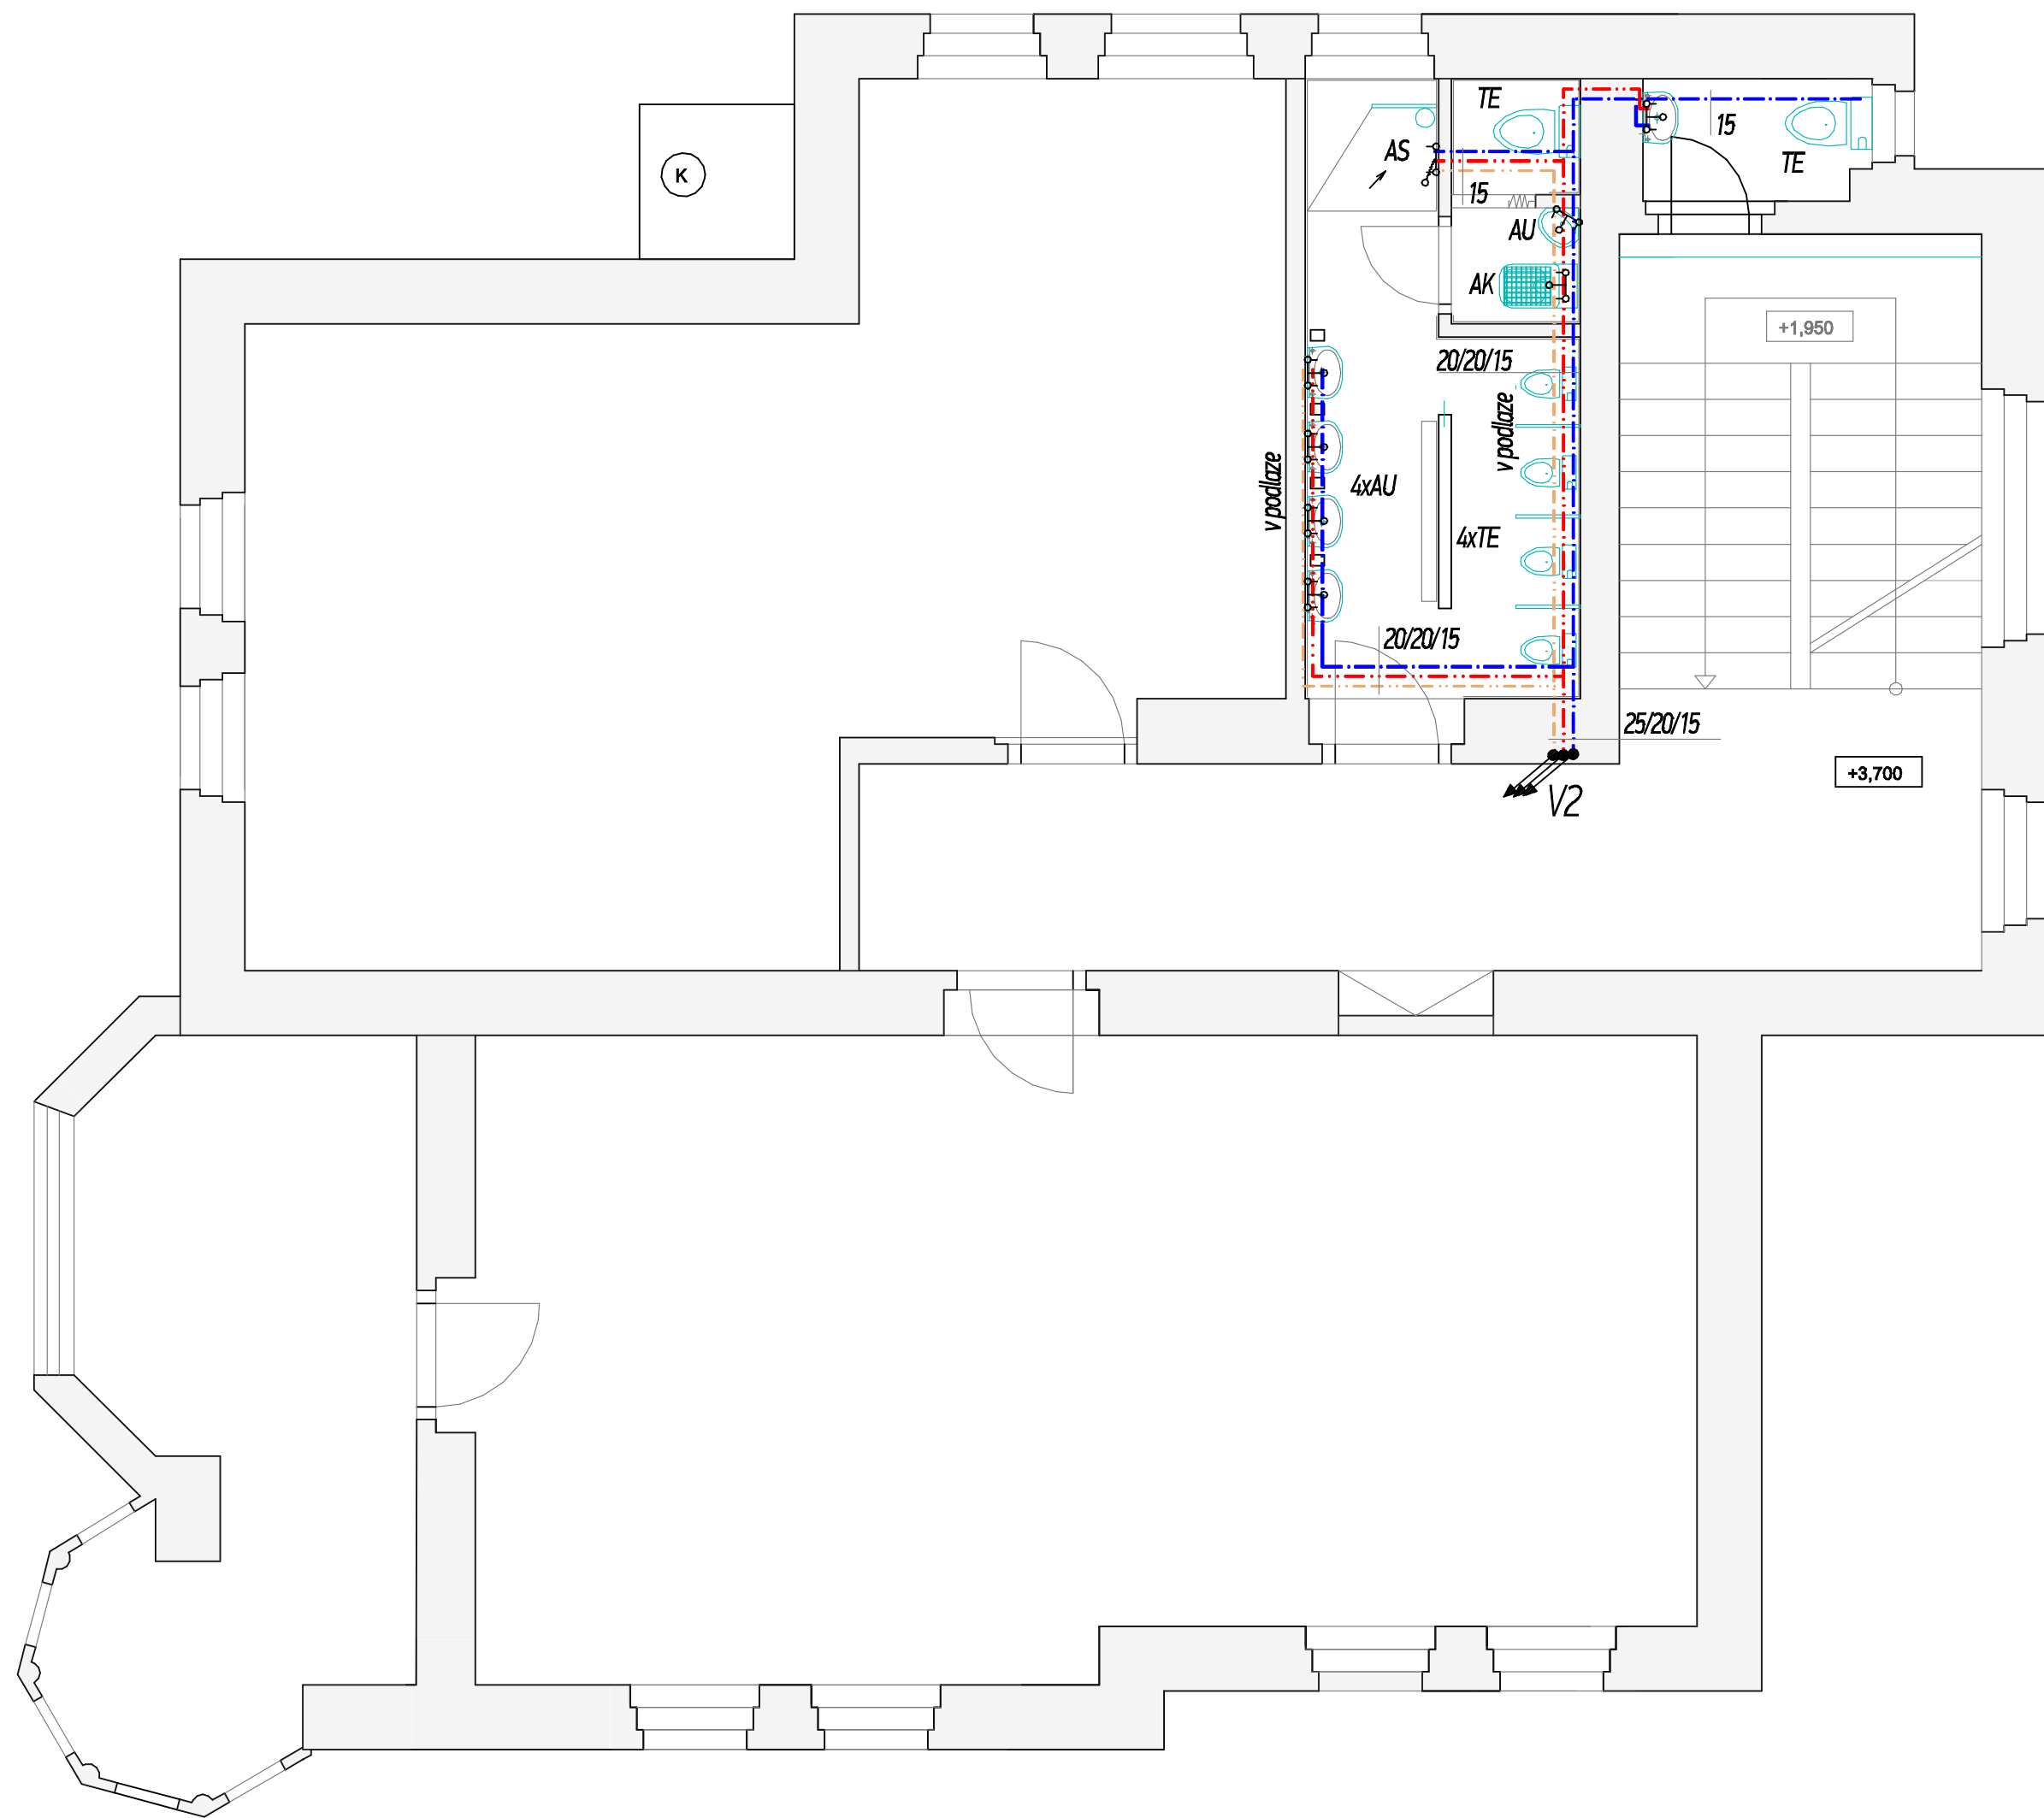 TE
15
TE
AS
K
15
AU
AK
+1,950
20/20/15
v podlaze
v podlaze
4xAU
4xTE
20/20/15
25/20/15
+3,700
V2